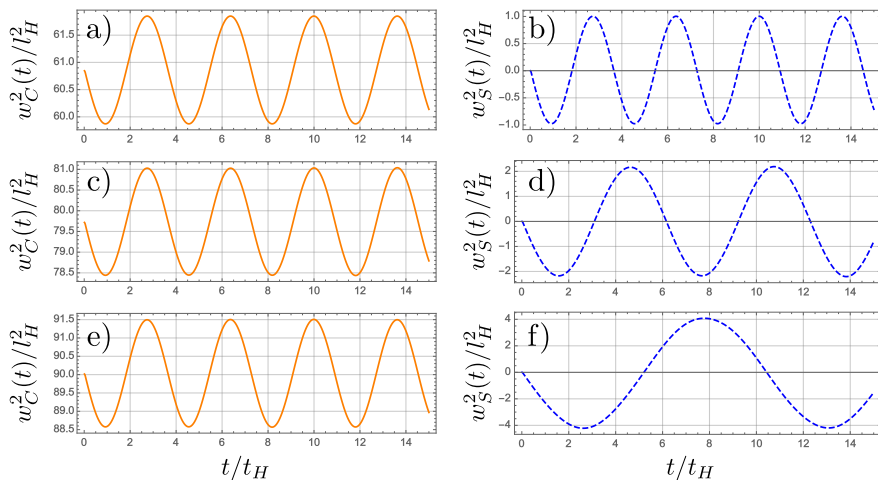 a)
w_C^2(t)/l_H^2
61.5
61.0
60.5
60.0
0 2 4 6 8 10 12 14
b)
w_S^2(t)/l_H^2
1.0
0.5
0.0
−0.5
−1.0
0 2 4 6 8 10 12 14
c)
w_C^2(t)/l_H^2
81.0
80.5
80.0
79.5
79.0
78.5
0 2 4 6 8 10 12 14
d)
w_S^2(t)/l_H^2
2
1
0
−1
−2
0 2 4 6 8 10 12 14
e)
w_C^2(t)/l_H^2
91.5
91.0
90.5
90.0
89.5
89.0
88.5
0 2 4 6 8 10 12 14
t/t_H
f)
w_S^2(t)/l_H^2
4
2
0
−2
−4
0 2 4 6 8 10 12 14
t/t_H